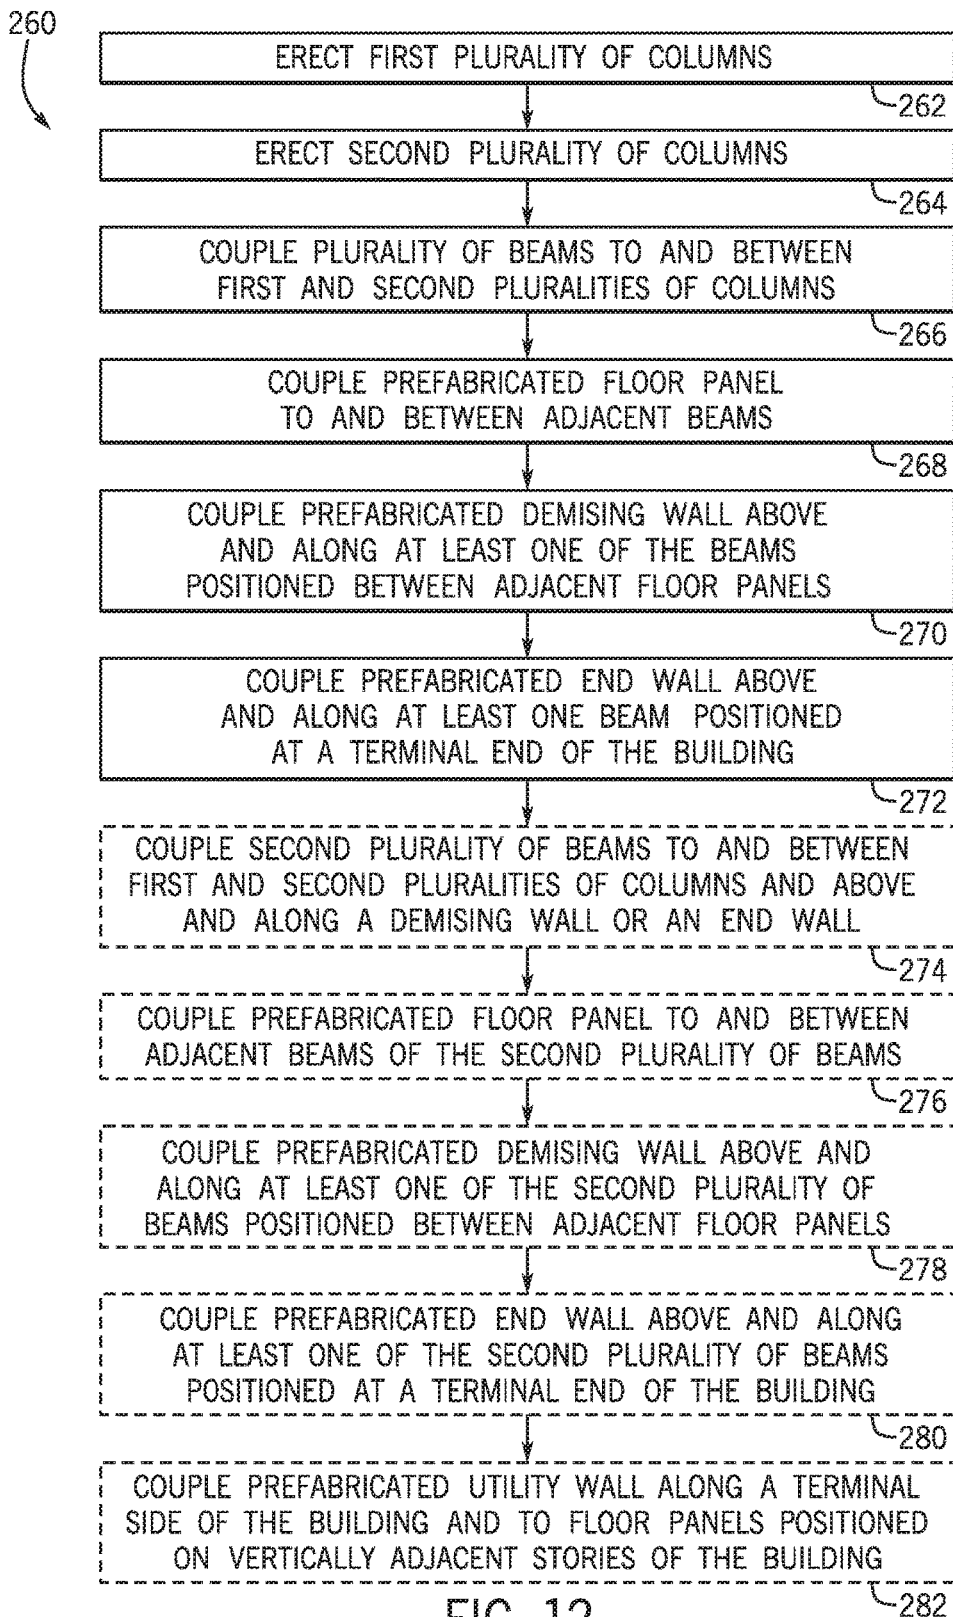 260
ERECT FIRST PLURALITY OF COLUMNS
262
ERECT SECOND PLURALITY OF COLUMNS
264
COUPLE PLURALITY OF BEAMS TO AND BETWEEN
FIRST AND SECOND PLURALITIES OF COLUMNS
266
COUPLE PREFABRICATED FLOOR PANEL
TO AND BETWEEN ADJACENT BEAMS
268
COUPLE PREFABRICATED DEMISING WALL ABOVE
AND ALONG AT LEAST ONE OF THE BEAMS
POSITIONED BETWEEN ADJACENT FLOOR PANELS
270
COUPLE PREFABRICATED END WALL ABOVE
AND ALONG AT LEAST ONE BEAM POSITIONED
AT A TERMINAL END OF THE BUILDING
272
COUPLE SECOND PLURALITY OF BEAMS TO AND BETWEEN
FIRST AND SECOND PLURALITIES OF COLUMNS AND ABOVE
AND ALONG A DEMISING WALL OR AN END WALL
274
COUPLE PREFABRICATED FLOOR PANEL TO AND BETWEEN
ADJACENT BEAMS OF THE SECOND PLURALITY OF BEAMS
276
COUPLE PREFABRICATED DEMISING WALL ABOVE AND
ALONG AT LEAST ONE OF THE SECOND PLURALITY OF
BEAMS POSITIONED BETWEEN ADJACENT FLOOR PANELS
278
COUPLE PREFABRICATED END WALL ABOVE AND ALONG
AT LEAST ONE OF THE SECOND PLURALITY OF BEAMS
POSITIONED AT A TERMINAL END OF THE BUILDING
280
COUPLE PREFABRICATED UTILITY WALL ALONG A TERMINAL
SIDE OF THE BUILDING AND TO FLOOR PANELS POSITIONED
ON VERTICALLY ADJACENT STORIES OF THE BUILDING
282
FIG. 12